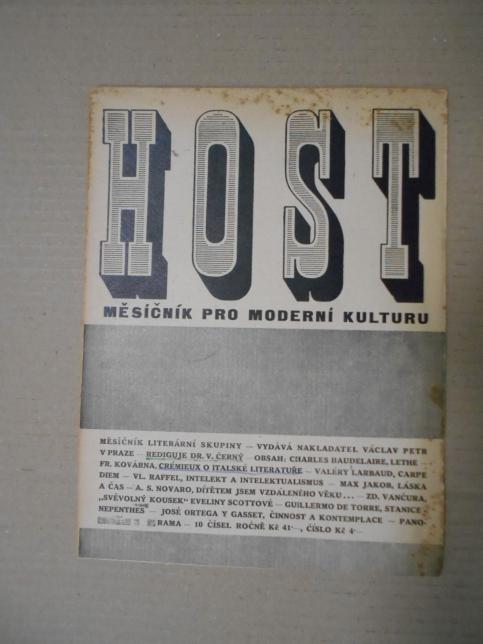 HOST
MĚSÍČNÍK PRO MODERNÍ KULTURU
MĚSÍČNÍK LITERÁRNÍ SKUPINY — VYDÁVÁ NAKLADATEL VÁCLAV PETR
V PRAZE — REDIGUJE DR. V. ČERNÝ — OBSAH: CHARLES BAUDELAIRE, LETHE —
FR. KOVÁRNA, CRÉMIEUX O ITALSKÉ LITERATUŘE — VALÉRY LARBAUD, CARPE
DIEM — VL. RAFFEL, INTELEKT A INTELEKTUALISMUS — MAX JAKOB, LÁSKA
A ČAS — A. S. NOVARO, DÍTĚTEM JSEM VZDÁLENÉHO VĚKU... — ZD. VANČURA,
„SVĚVOLNÝ KOUSEK" EVELINY SCOTTOVÉ — GUILLERMO DE TORRE, STANICE —
NEPENTHES — JOSÉ ORTEGA Y GASSET, ČINNOST A KONTEMPLACE — PANO-
RAMA — 10 ČÍSEL ROČNĚ Kč 41·—, ČÍSLO Kč 4·—